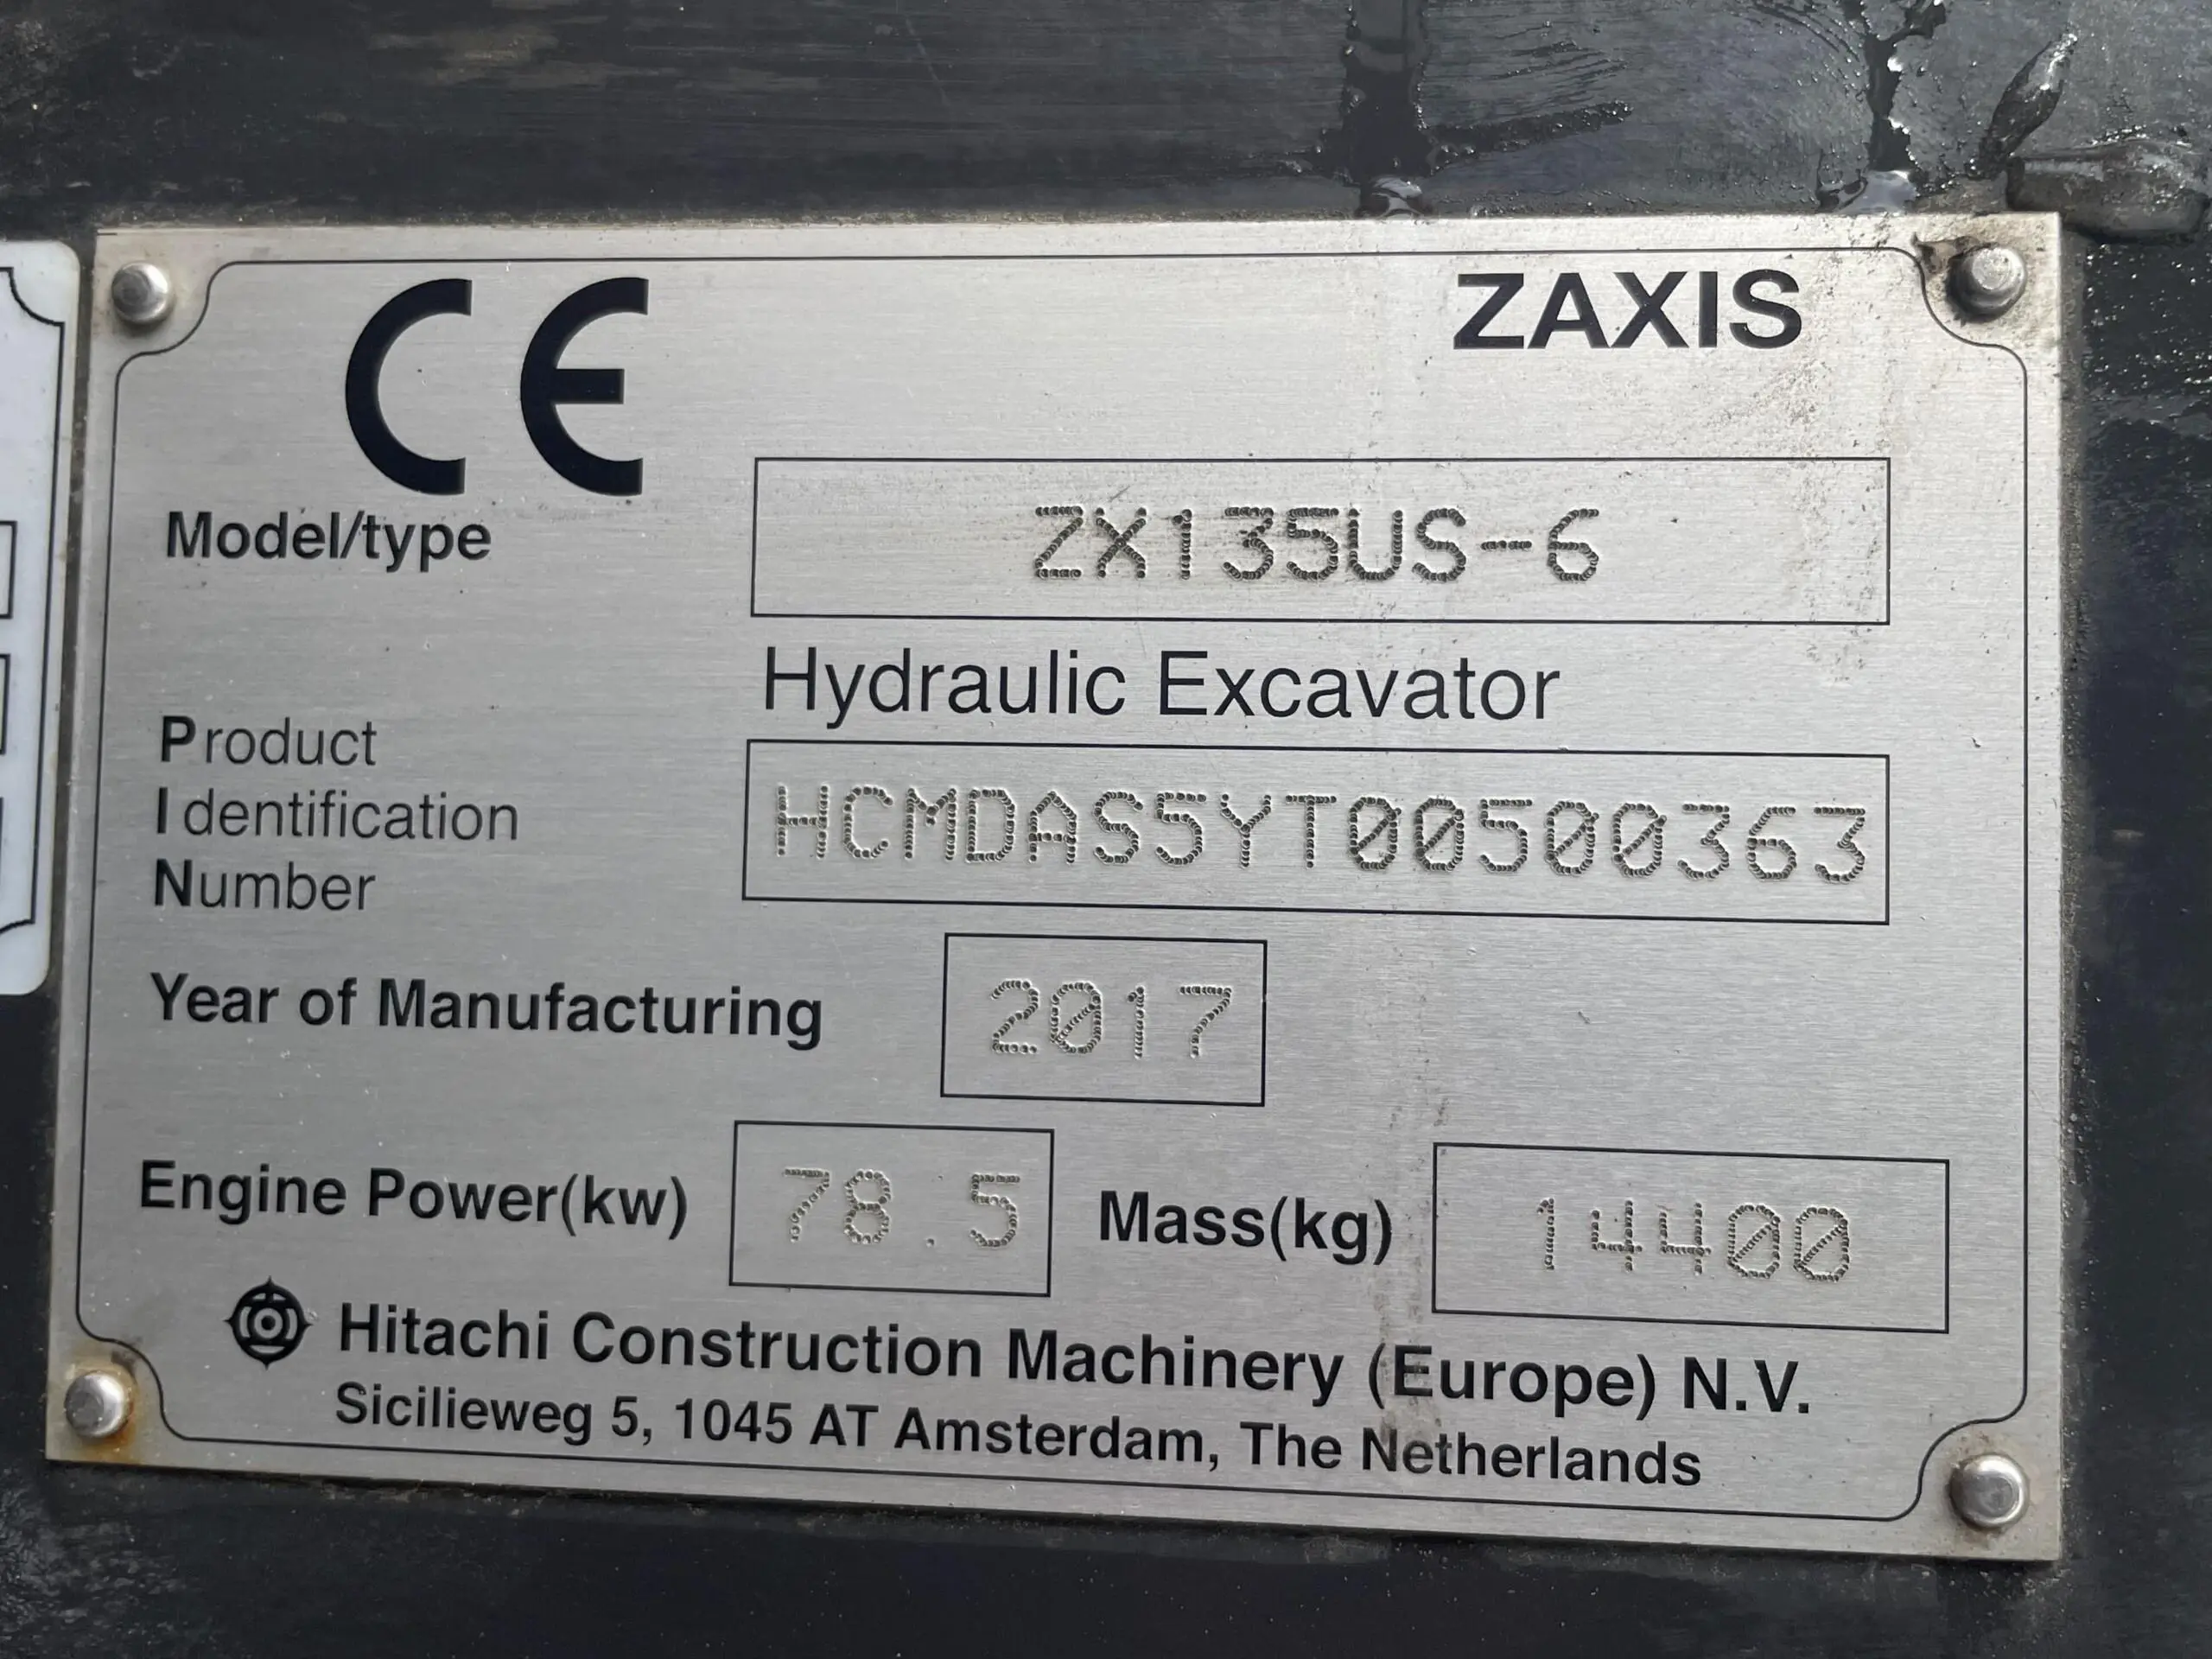 CE
ZAXIS
Model/type ZX135US-6
Hydraulic Excavator
Product
Identification
Number
HCMDAS5YT00500363
Year of Manufacturing 2017
Engine Power(kw) 78.5 Mass(kg) 14400
Hitachi Construction Machinery (Europe) N.V.
Sicilieweg 5, 1045 AT Amsterdam, The Netherlands